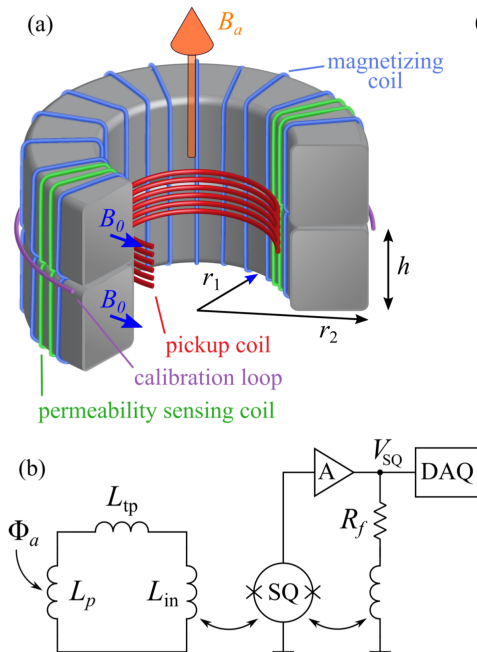 (a)
B_a
magnetizing
coil
B_0
B_0
r_1
h
r_2
pickup coil
calibration loop
permeability sensing coil
(b)
L_tp
A
V_SQ
DAQ
Φ_a
R_f
L_p
L_in
SQ